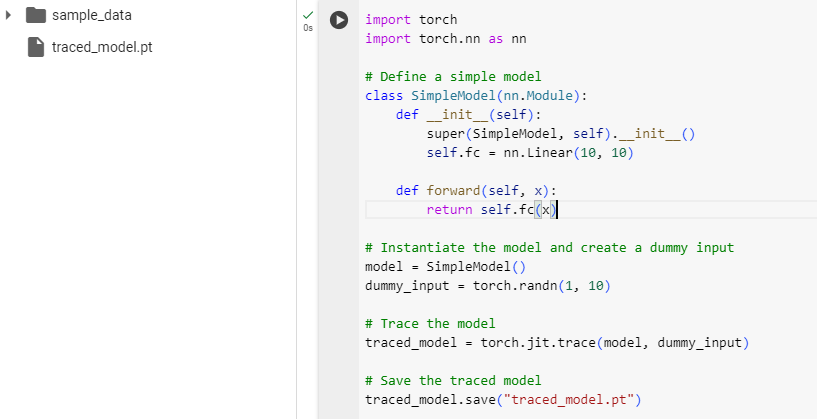 sample_data
traced_model.pt
0s
import torch
import torch.nn as nn

# Define a simple model
class SimpleModel(nn.Module):
    def __init__(self):
        super(SimpleModel, self).__init__()
        self.fc = nn.Linear(10, 10)

    def forward(self, x):
        return self.fc(x)

# Instantiate the model and create a dummy input
model = SimpleModel()
dummy_input = torch.randn(1, 10)

# Trace the model
traced_model = torch.jit.trace(model, dummy_input)

# Save the traced model
traced_model.save("traced_model.pt")